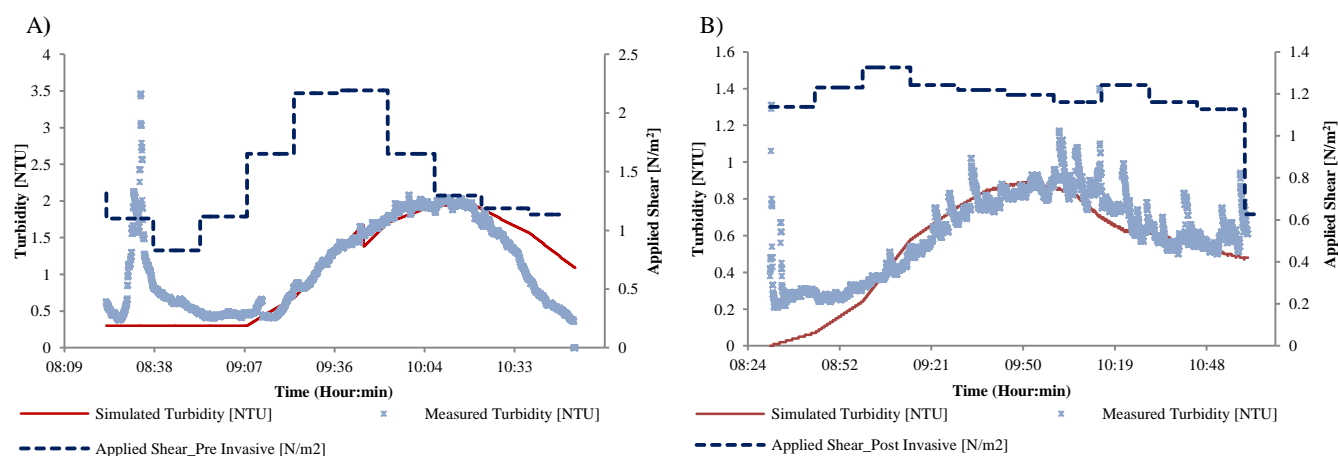 A)
4
3.5
3
2.5
2
1.5
1
0.5
0
Turbidity [NTU]
2.5
2
1.5
1
0.5
0
Applied Shear [N/m²]
08:09 08:38 09:07 09:36 10:04 10:33
Time (Hour:min)
Simulated Turbidity [NTU] Measured Turbidity [NTU]
Applied Shear_Pre Invasive [N/m2]
B)
1.6
1.4
1.2
1
0.8
0.6
0.4
0.2
0
Turbidity [NTU]
1.4
1.2
1
0.8
0.6
0.4
0.2
0
Applied Shear [N/m²]
08:24 08:52 09:21 09:50 10:19 10:48
Time (Hour:min)
Simulated Turbidity [NTU] Measured Turbidity [NTU]
Applied Shear_Post Invasive [N/m2]